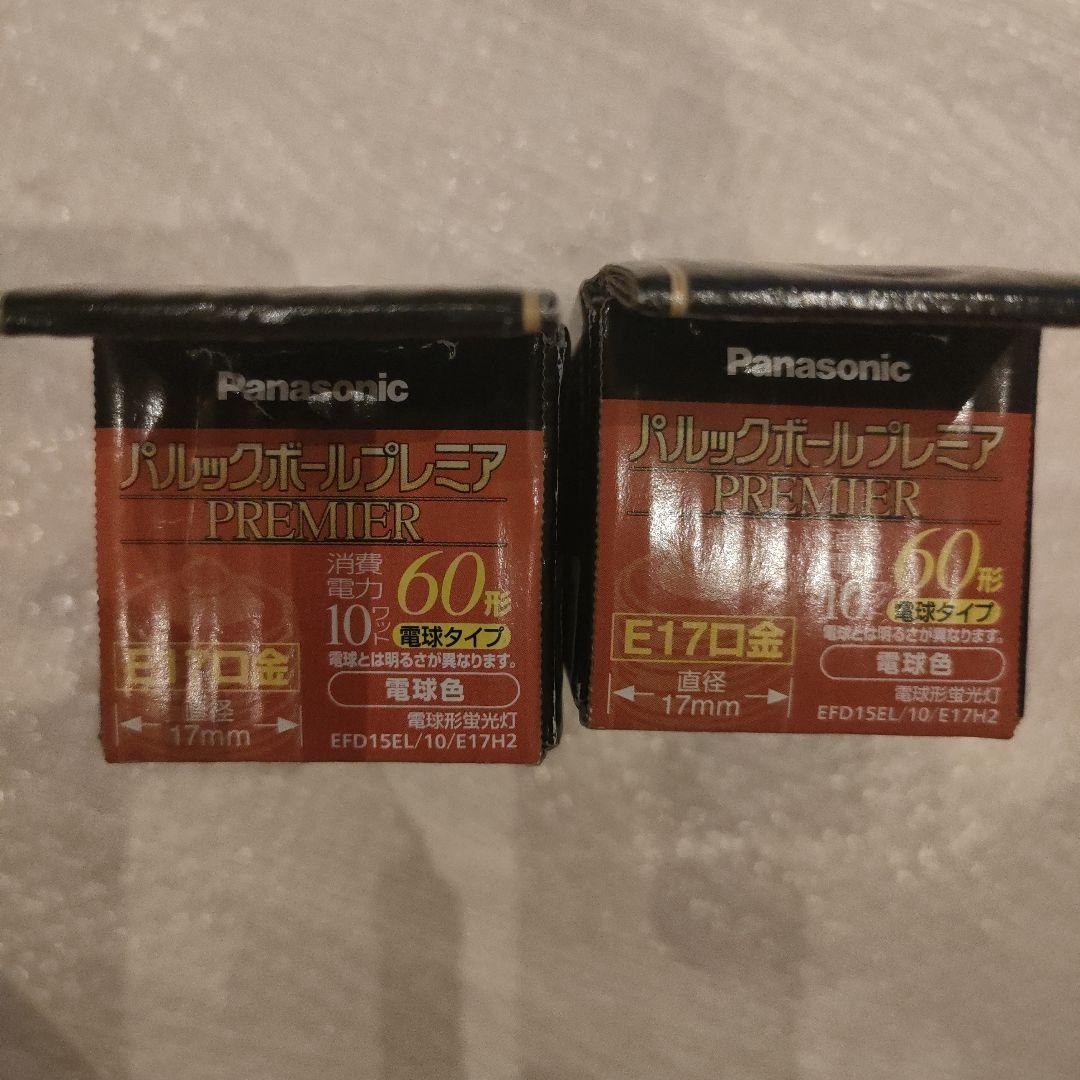 Panasonic
パルックボールプレミア
PREMIER
消費
電力
10ワット
60形
電球タイプ
電球とは明るさが異なります。
E17口金
電球色
直径
17mm
電球形蛍光灯
EFD15EL/10/E17H2
Panasonic
パルックボールプレミア
PREMIER
60形
電球タイプ
電球とは明るさが異なります。
E17口金
電球色
直径
17mm
電球形蛍光灯
EFD15EL/10/E17H2